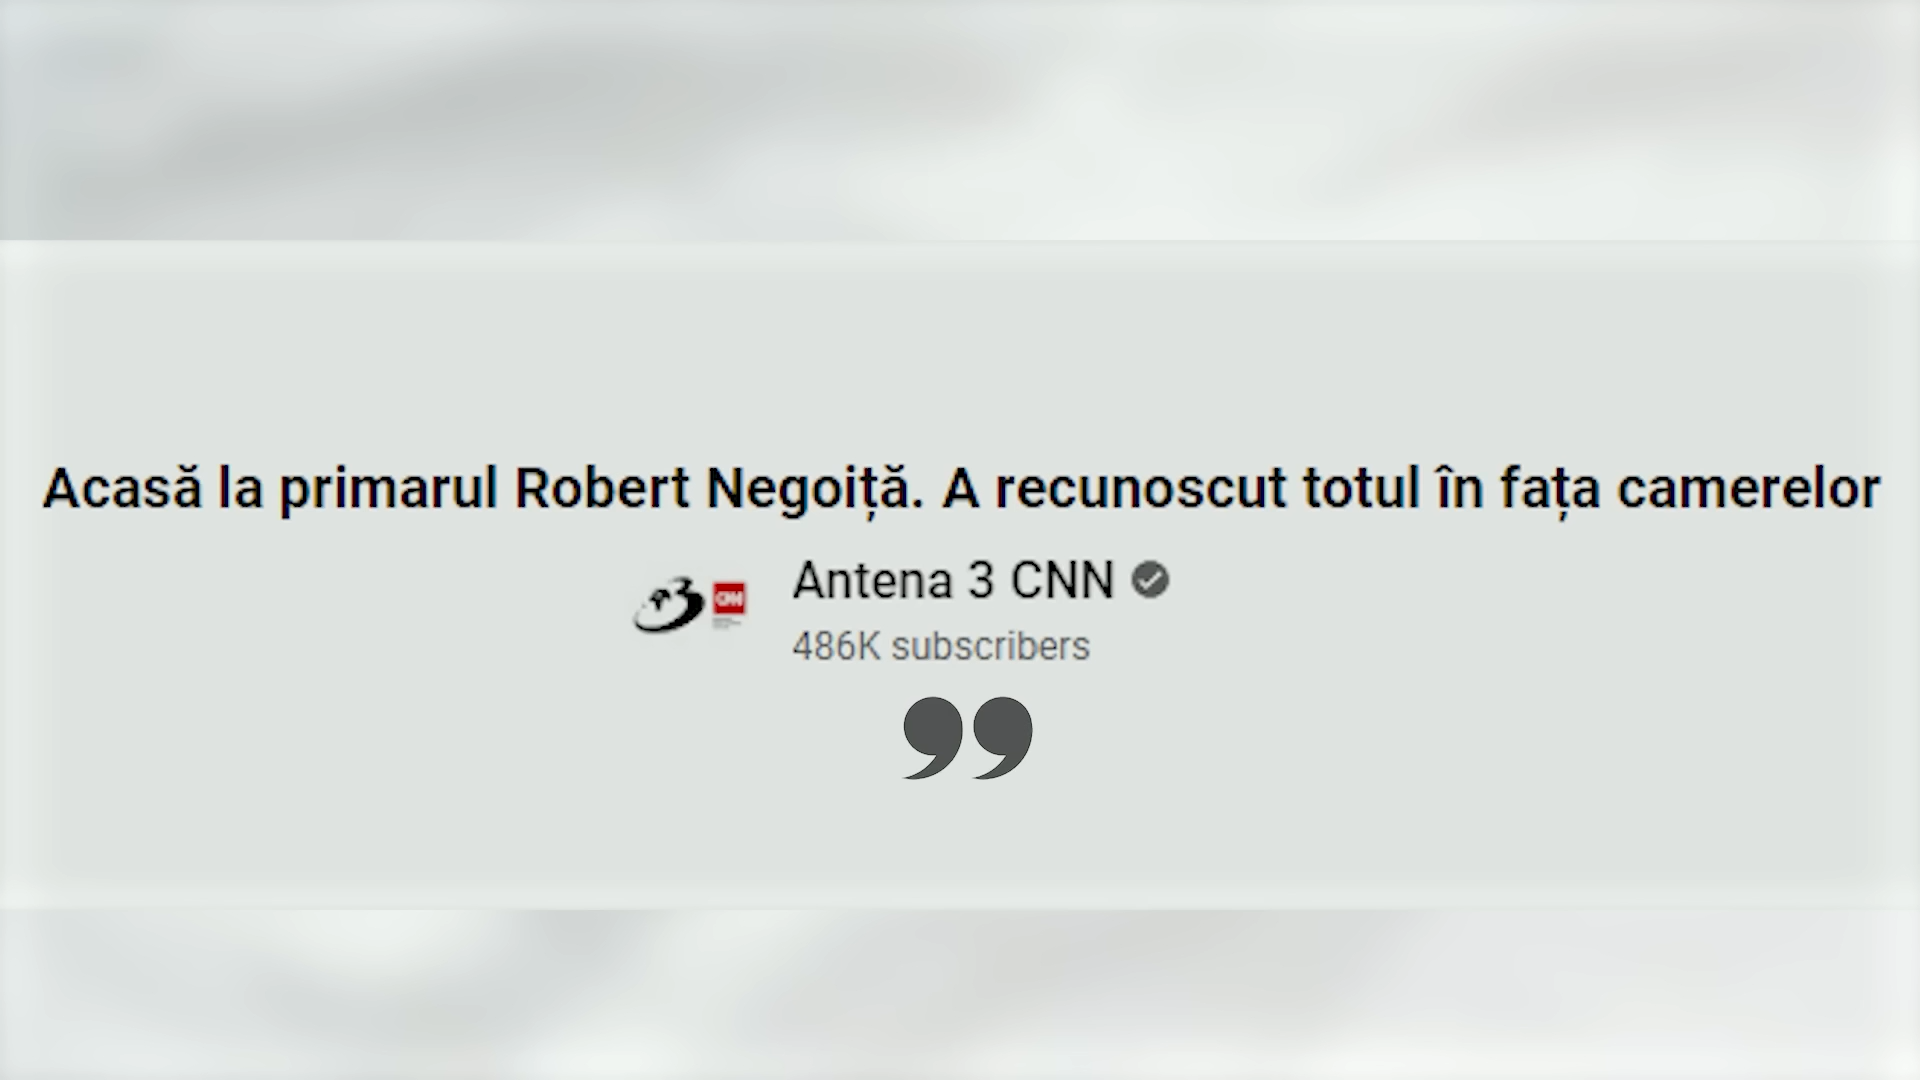 Acasă la primarul Robert Negoiță. A recunoscut totul în fața camerelor
Antena 3 CNN
486K subscribers